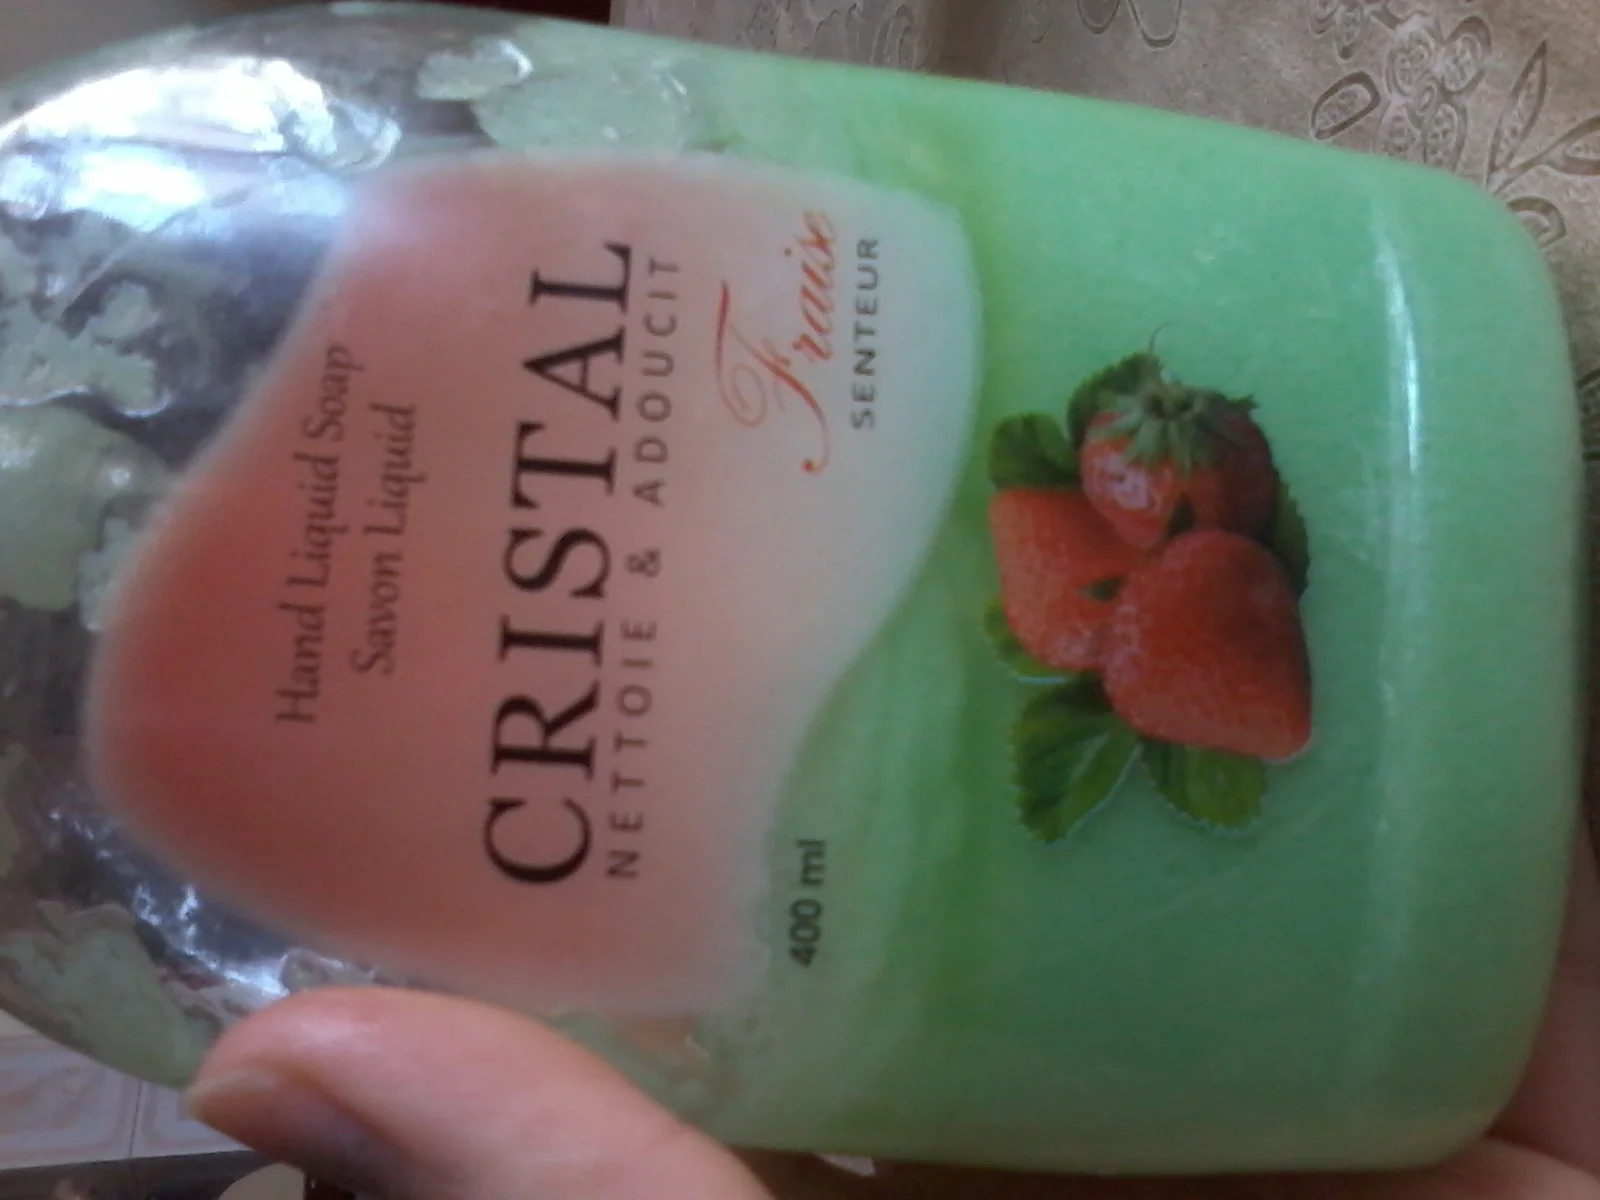 Hand Liquid Soap
Savon Liquid
CRISTAL
NETTOIE & ADOUCIT
Fraise
SENTEUR
400 ml